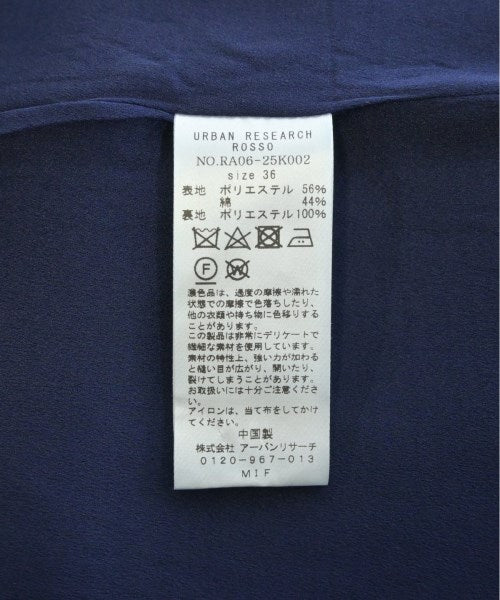 URBAN RESEARCH
ROSSO
NO.RA06-25K002
size 36
表地 ポリエステル 56%
綿 44%
裏地 ポリエステル100%
F W
濃色品は、過度の摩擦や濡れた
状態での摩擦で色落ちしたり、
他の衣類や持ち物に色移りする
ことがあります。
この製品は非常にデリケートで
繊細な素材を使用しています。
素材の特性上、強い力が加わる
と縫い目が広がり、開いたり、
裂けてしまうことがあります。
お取扱いには十分ご注意くださ
い。
アイロンは、当て布をしてかけ
てください。
中国製
株式会社 アーバンリサーチ
0120-967-013
MIF